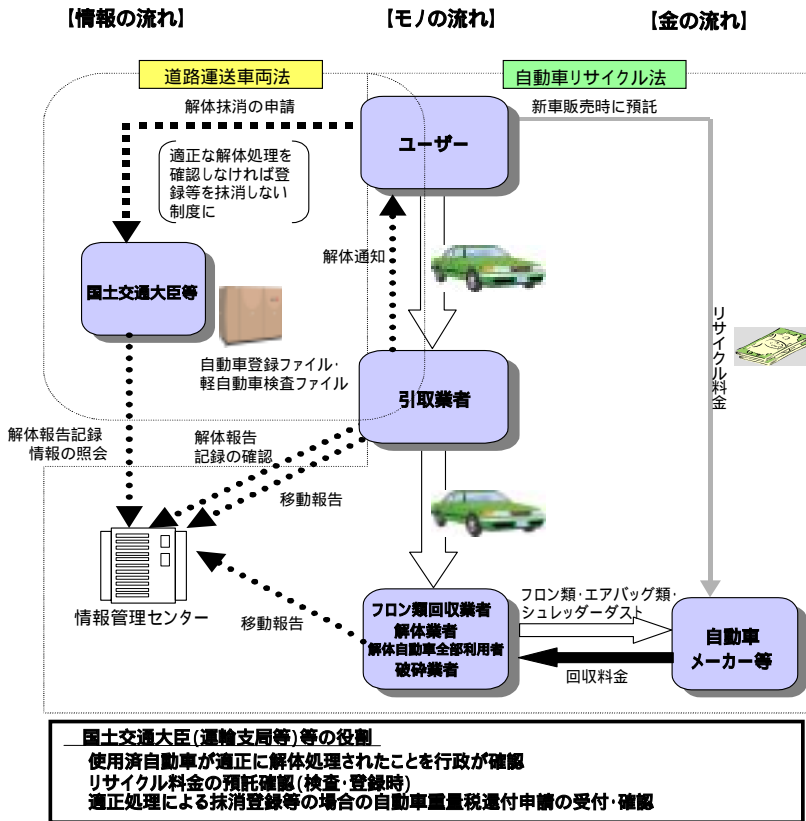 【情報の流れ】
【モノの流れ】
【金の流れ】
道路運送車両法
自動車リサイクル法
解体抹消の申請
新車販売時に預託
ユーザー
適正な解体処理を
確認しなければ登
録等を抹消しない
制度に
解体通知
国土交通大臣等
リサイクル料金
自動車登録ファイル・
軽自動車検査ファイル
引取業者
解体報告記録
情報の照会
解体報告
記録の確認
移動報告
情報管理センター
移動報告
フロン類回収業者
解体業者
解体自動車全部利用者
破砕業者
フロン類・エアバッグ類・
シュレッダーダスト
回収料金
自動車
メーカー等
国土交通大臣(運輸支局等)等の役割
使用済自動車が適正に解体処理されたことを行政が確認
リサイクル料金の預託確認(検査・登録時)
適正処理による抹消登録等の場合の自動車重量税還付申請の受付・確認